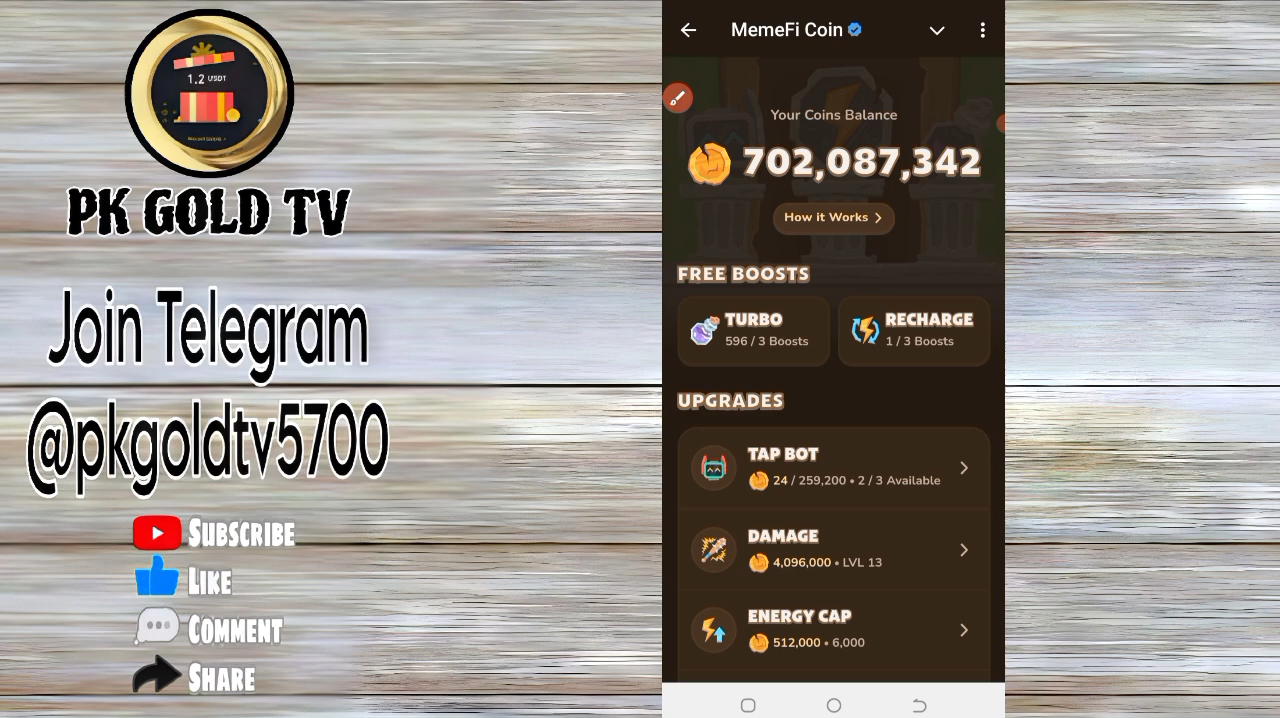 1.2 USDT
PK GOLD TV
Join Telegram
@pkgoldtv5700
SUBSCRIBE
LIKE
COMMENT
SHARE
MemeFi Coin
Your Coins Balance
702,087,342
How it Works
FREE BOOSTS
TURBO
596 / 3 Boosts
RECHARGE
1 / 3 Boosts
UPGRADES
TAP BOT
24 / 259,200 • 2 / 3 Available
DAMAGE
4,096,000 • LVL 13
ENERGY CAP
512,000 • 6,000